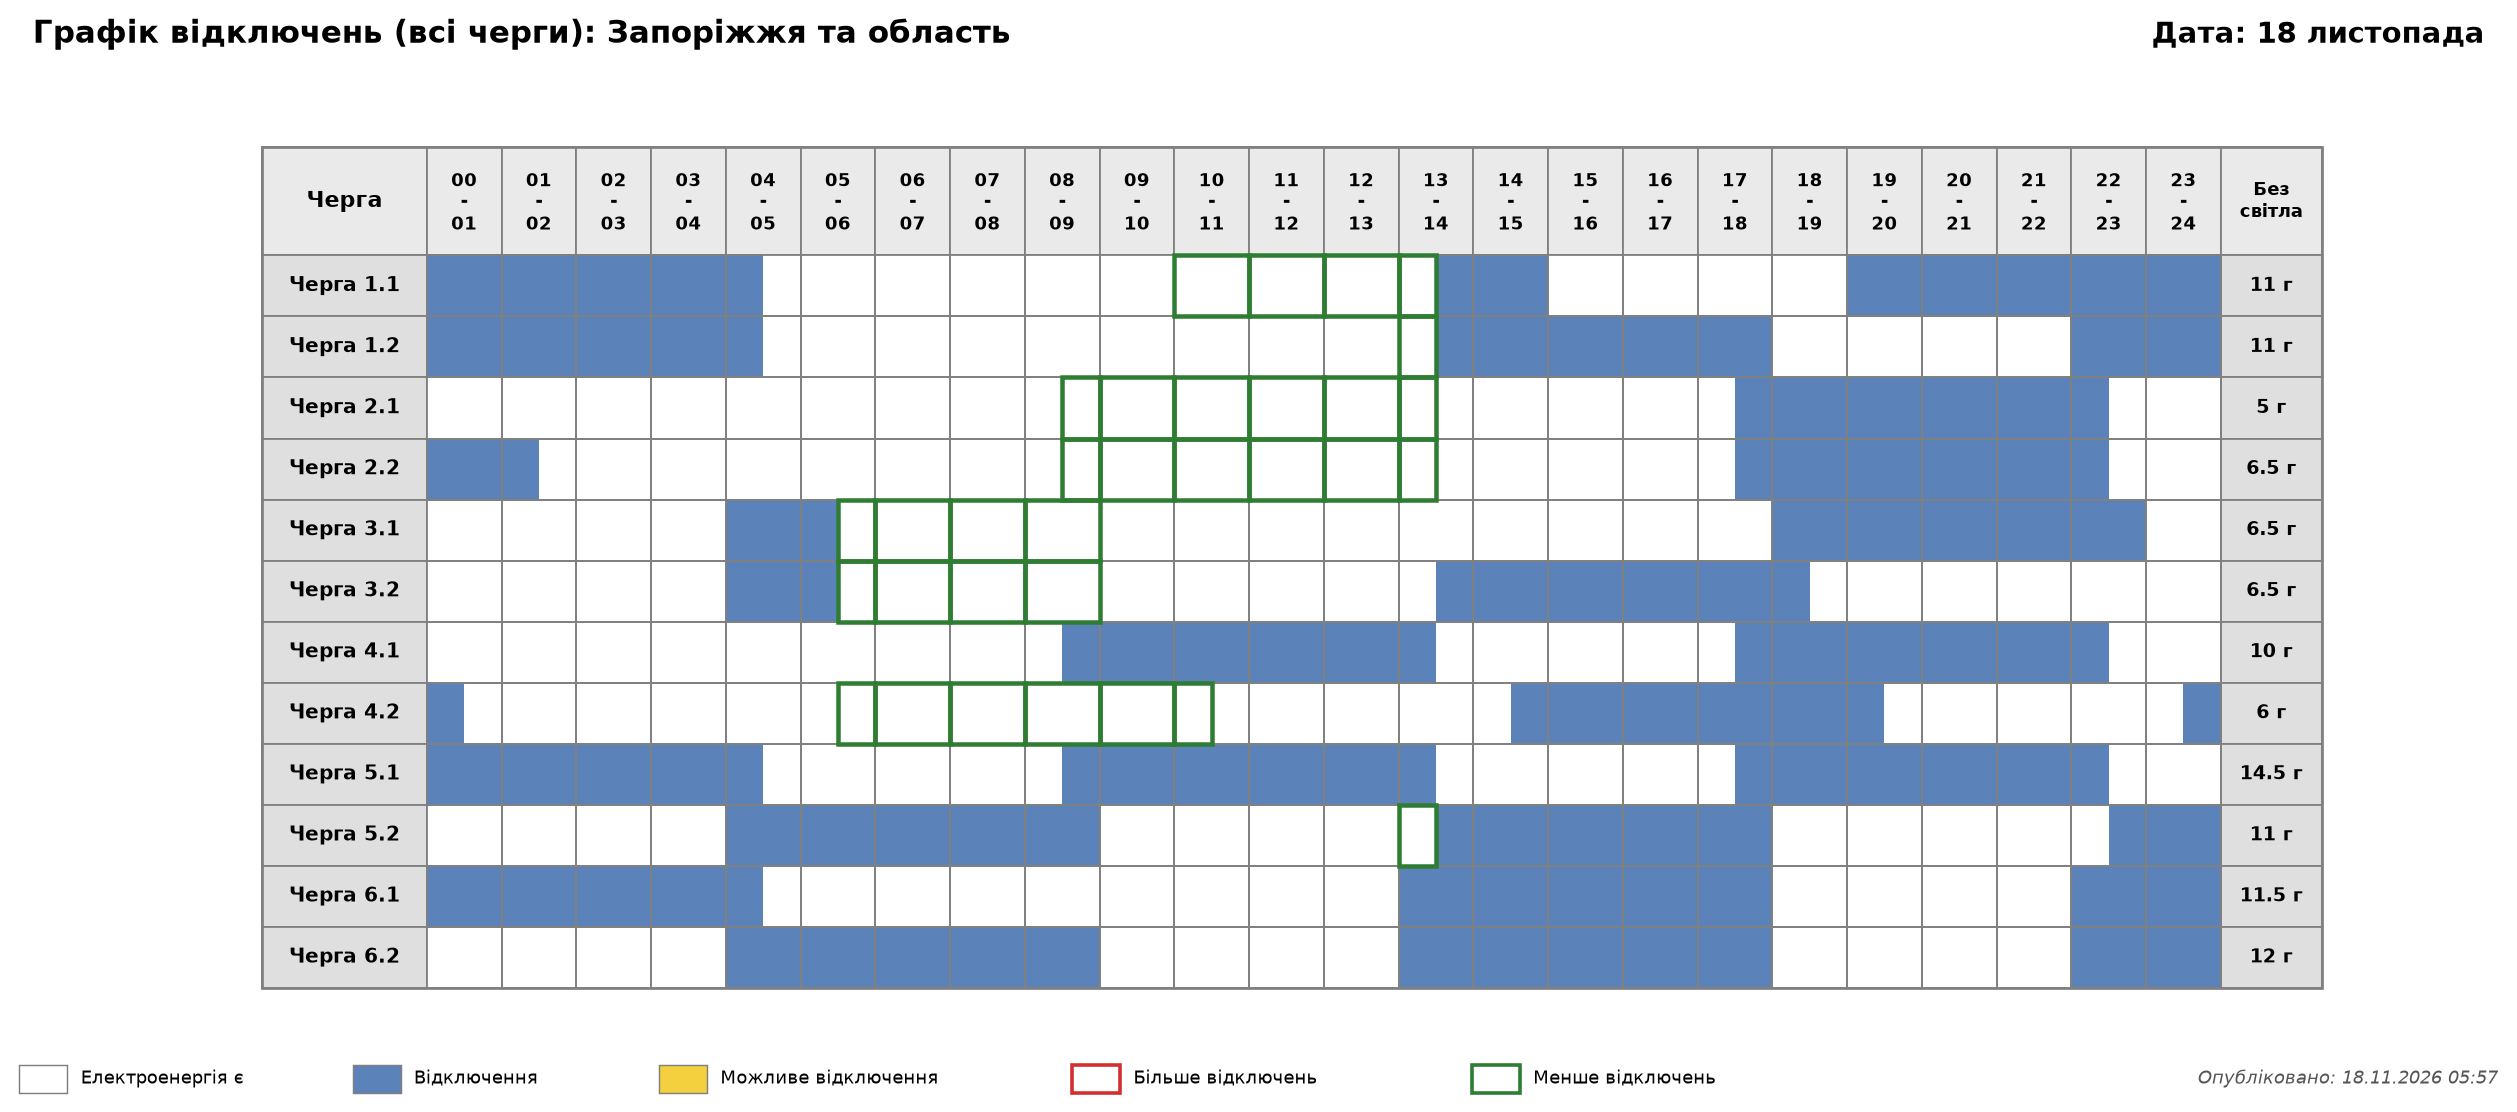 Графік відключень (всі черги): Запоріжжя та область
Дата: 18 листопада
Черга 00 - 01 01 - 02 02 - 03 03 - 04 04 - 05 05 - 06 06 - 07 07 - 08 08 - 09 09 - 10 10 - 11 11 - 12 12 - 13 13 - 14 14 - 15 15 - 16 16 - 17 17 - 18 18 - 19 19 - 20 20 - 21 21 - 22 22 - 23 23 - 24 Без світла
Черга 1.1 11 г
Черга 1.2 11 г
Черга 2.1 5 г
Черга 2.2 6.5 г
Черга 3.1 6.5 г
Черга 3.2 6.5 г
Черга 4.1 10 г
Черга 4.2 6 г
Черга 5.1 14.5 г
Черга 5.2 11 г
Черга 6.1 11.5 г
Черга 6.2 12 г
Електроенергія є
Відключення
Можливе відключення
Більше відключень
Менше відключень
Опубліковано: 18.11.2026 05:57